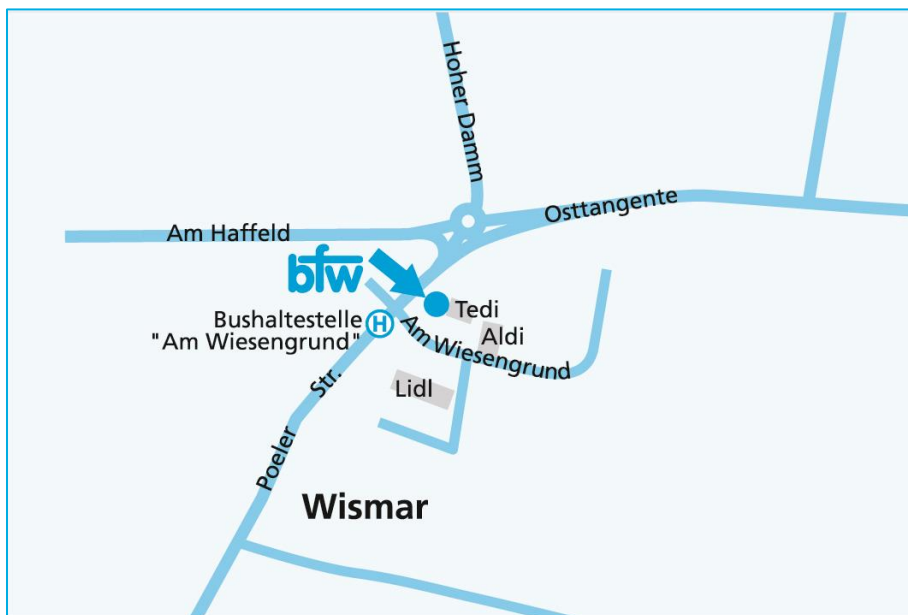 Hoher Damm
Osttangente
Am Haffeld
bfw
Tedi
Bushaltestelle
"Am Wiesengrund"
H
Aldi
Am Wiesengrund
Lidl
Poeler Str.
Wismar